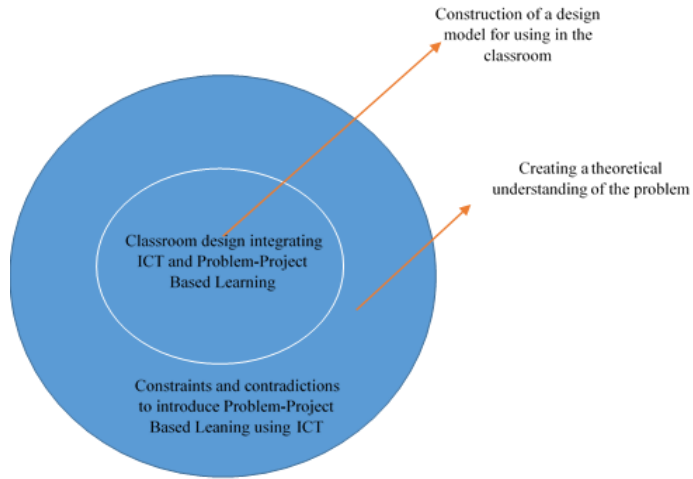 Construction of a design
model for using in the
classroom
Creating a theoretical
understanding of the problem
Classroom design integrating
ICT and Problem-Project
Based Learning
Constraints and contradictions
to introduce Problem-Project
Based Leaning using ICT